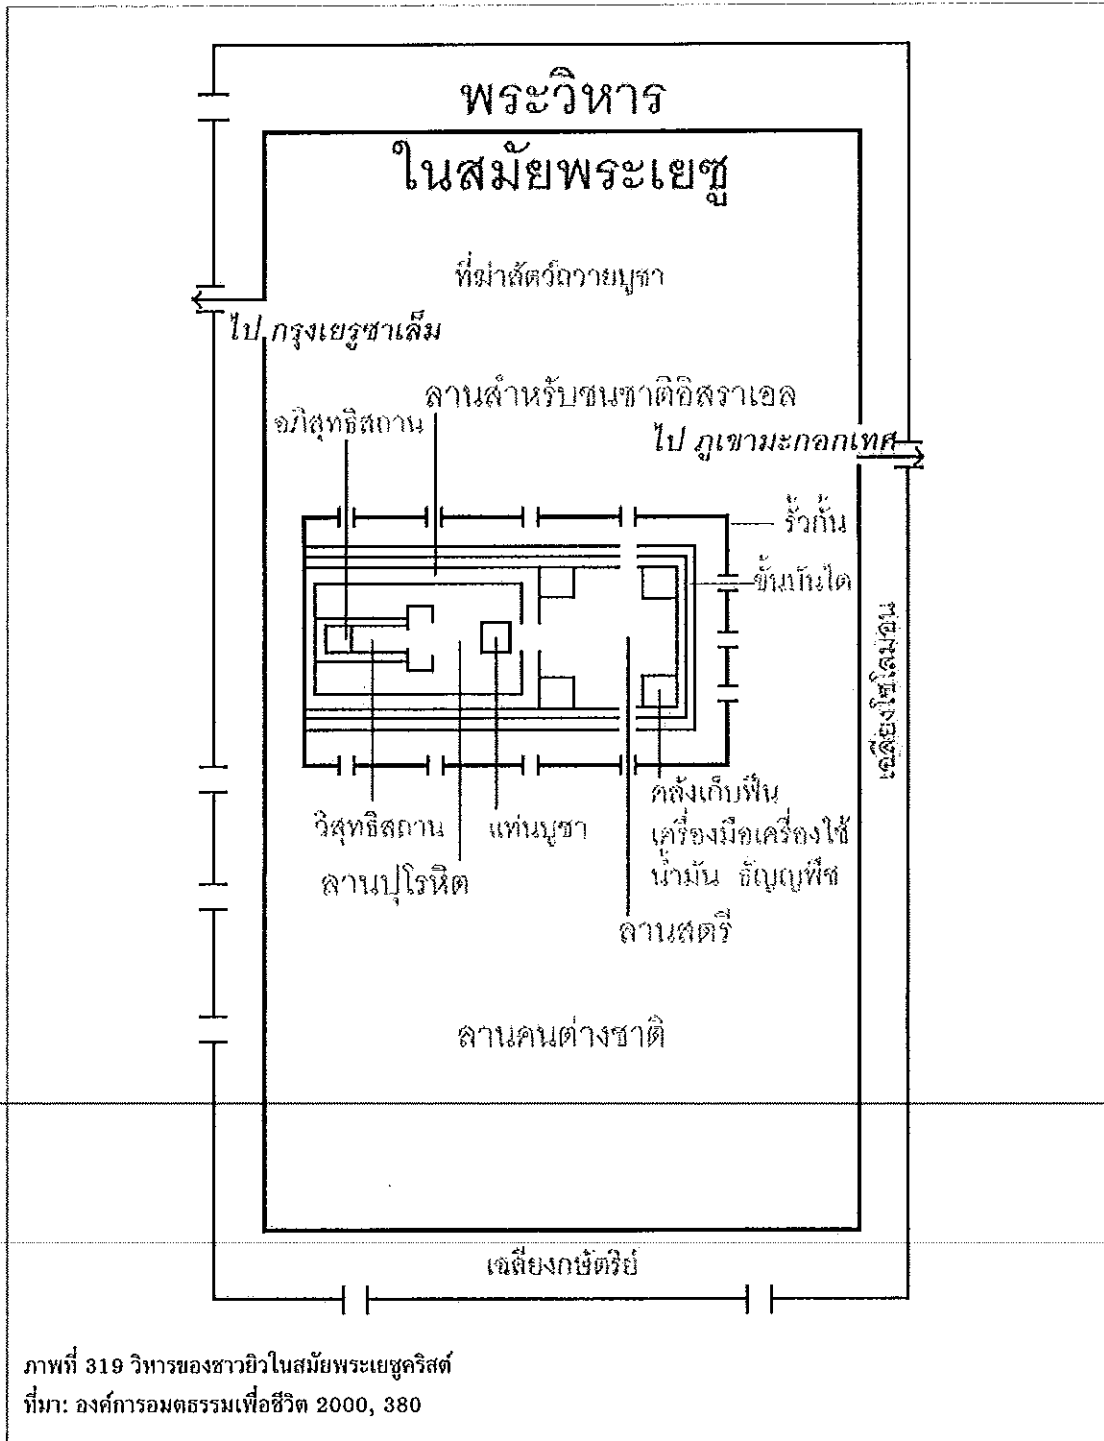 พระวิหาร
ในสมัยพระเยซู
ที่ฆ่าสัตว์ถวายบูชา
ไป กรุงเยรูซาเล็ม
ลานสำหรับชนชาติอิสราเอล
อภิสุทธิสถาน
ไป ภูเขามะกอกเทศ
รั้วกั้น
ขั้นบันได
เฉลียงโซโลมอน
คลังเก็บฟืน
วิสุทธิสถาน
แท่นบูชา
เครื่องมือเครื่องใช้
น้ำมัน ธัญญพืช
ลานปุโรหิต
ลานสตรี
ลานคนต่างชาติ
เฉลียงกษัตริย์
ภาพที่ 319 วิหารของชาวยิวในสมัยพระเยซูคริสต์
ที่มา: องค์การอมตธรรมเพื่อชีวิต 2000, 380